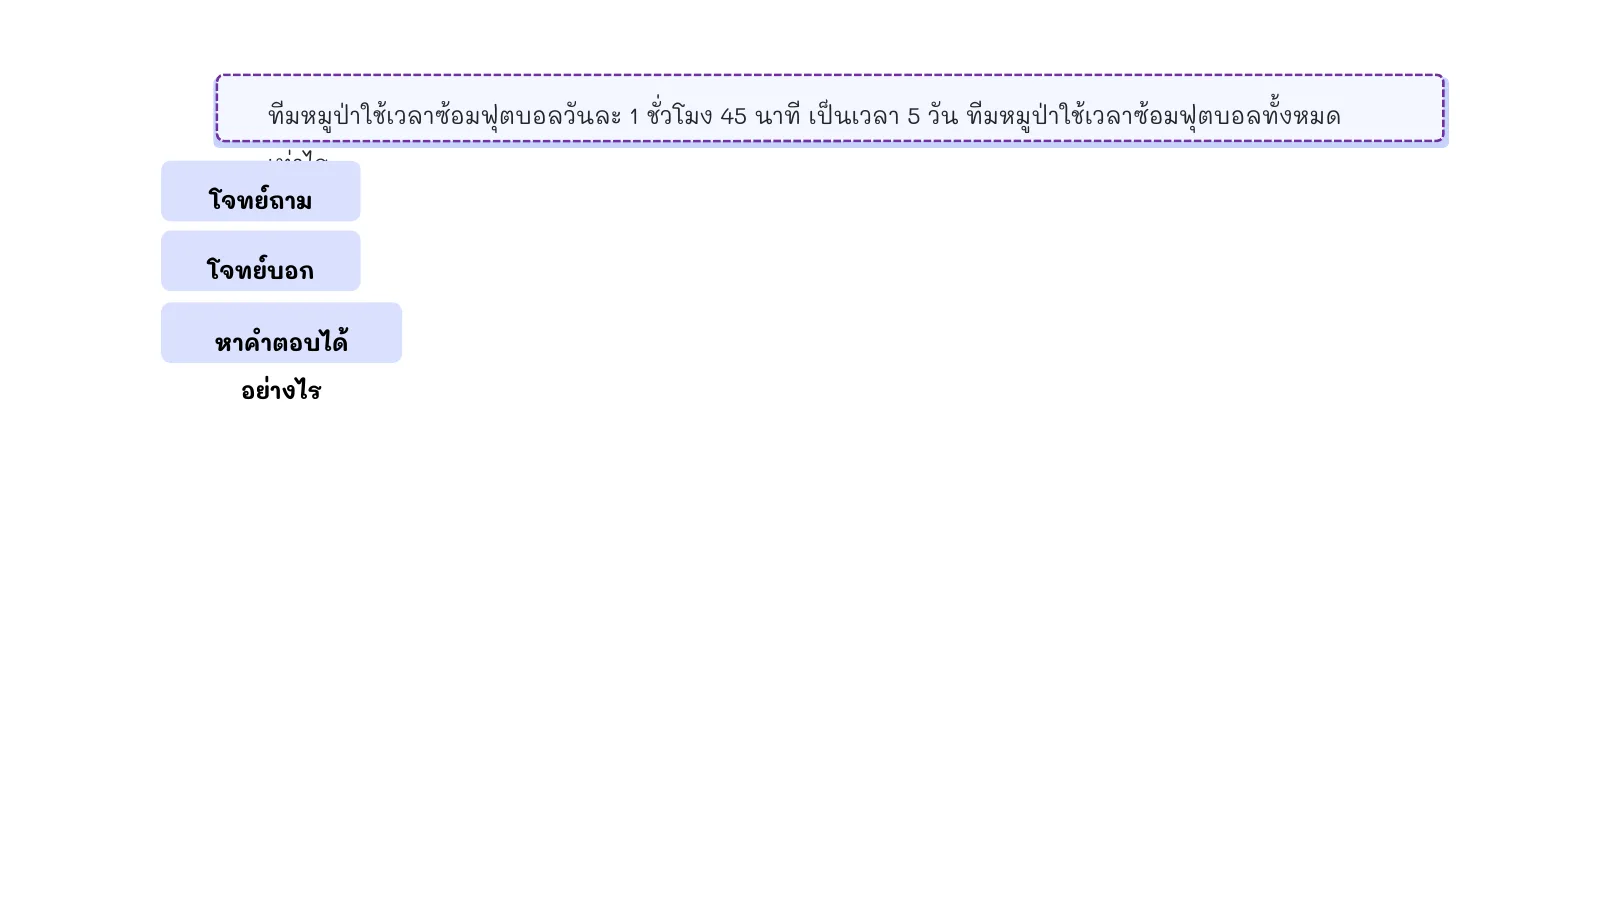 ทีมหมูป่าใช้เวลาซ้อมฟุตบอลวันละ 1 ชั่วโมง 45 นาที เป็นเวลา 5 วัน ทีมหมูป่าใช้เวลาซ้อมฟุตบอลทั้งหมด
เท่าไร
โจทย์ถาม
โจทย์บอก
หาคำตอบได้
อย่างไร